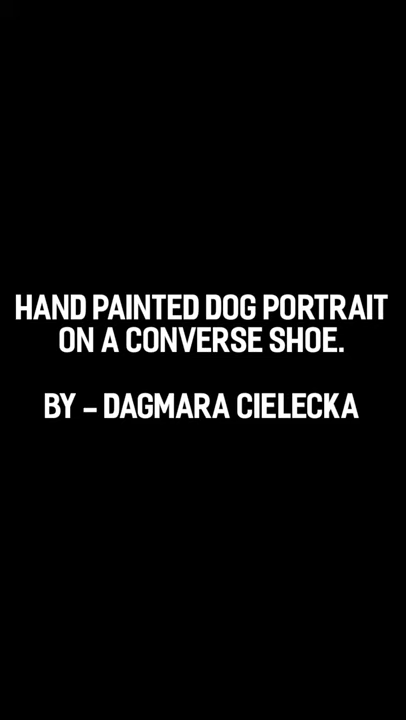 HAND PAINTED DOG PORTRAIT
ON A CONVERSE SHOE.
BY - DAGMARA CIELECKA